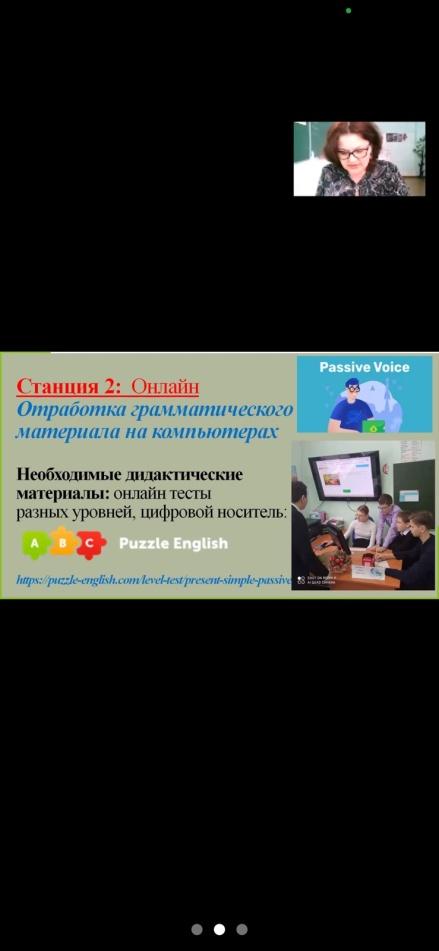 Passive Voice
Станция 2: Онлайн
Отработка грамматического
материала на компьютерах
Необходимые дидактические
материалы: онлайн тесты
разных уровней, цифровой носитель:
A B C Puzzle English
https://puzzle-english.com/level-test/present-simple-passive